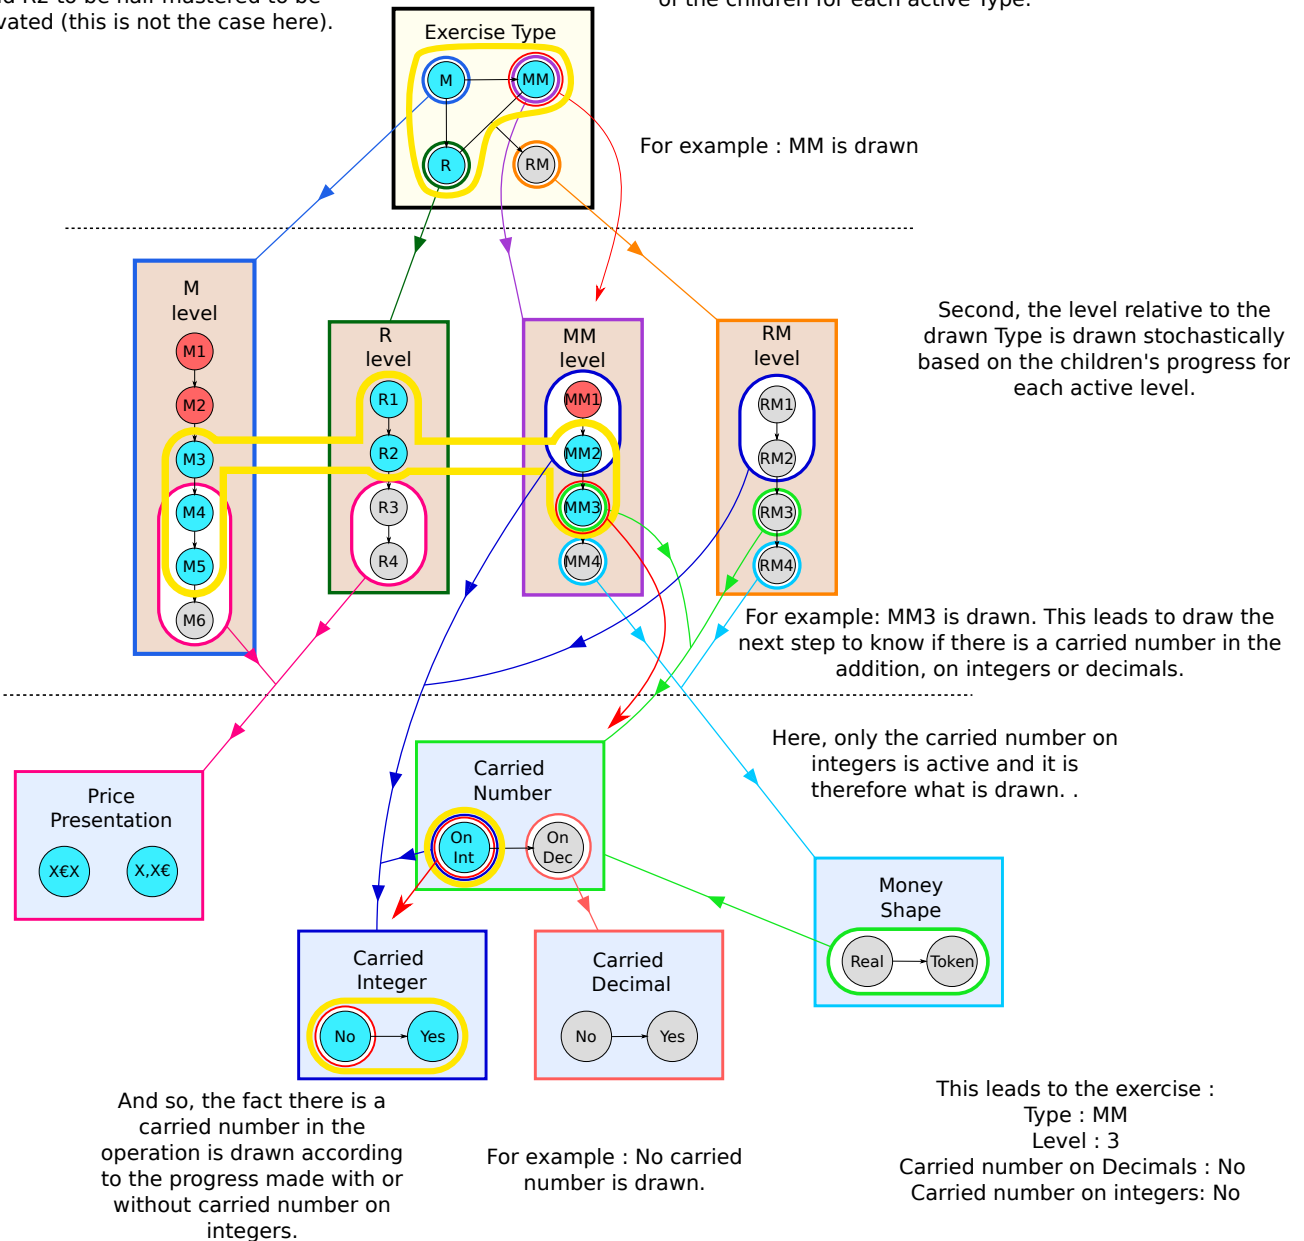 R2 to be half mustered to be
vated (this is not the case here).
of the children for each active Type.
Exercise Type
M
MM
R
RM
For example : MM is drawn
M
level
M1
M2
M3
M4
M5
M6
R
level
R1
R2
R3
R4
MM
level
MM1
MM2
MM3
MM4
RM
level
RM1
RM2
RM3
RM4
Second, the level relative to the
drawn Type is drawn stochastically
based on the children's progress for
each active level.
For example: MM3 is drawn. This leads to draw the
next step to know if there is a carried number in the
addition, on integers or decimals.
Here, only the carried number on
integers is active and it is
therefore what is drawn. .
Price
Presentation
X€X
X,X€
Carried
Number
On
Int
On
Dec
Money
Shape
Real
Token
Carried
Integer
No
Yes
Carried
Decimal
No
Yes
And so, the fact there is a
carried number in the
operation is drawn according
to the progress made with or
without carried number on
integers.
For example : No carried
number is drawn.
This leads to the exercise :
Type : MM
Level : 3
Carried number on Decimals : No
Carried number on integers: No